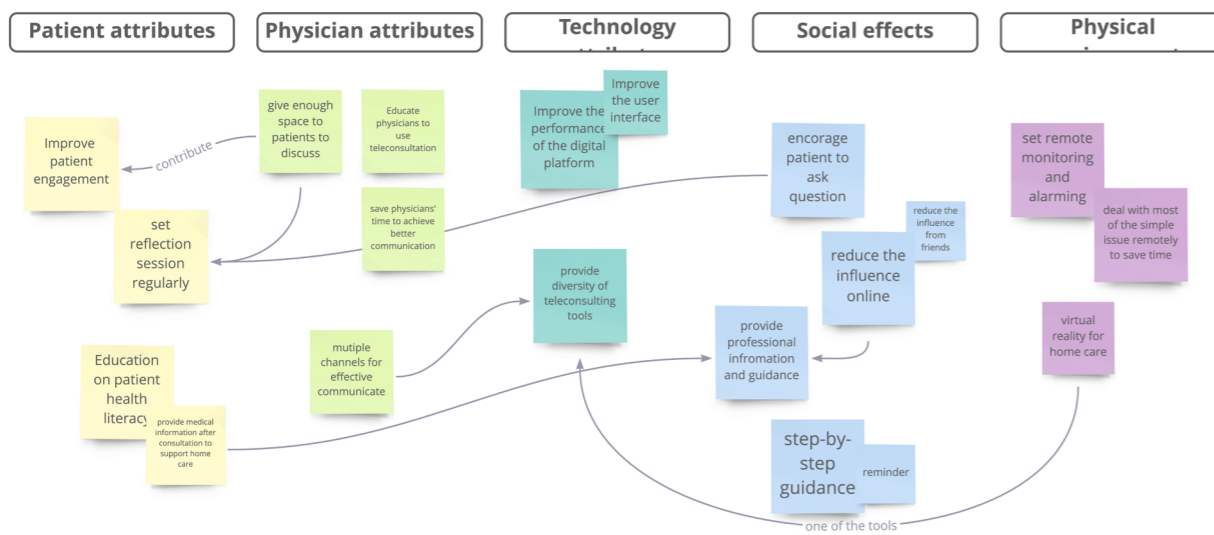 Patient attributes
Physician attributes
Technology
Social effects
Physical
Improve
patient
engagement
contribute
set
reflection
session
regularly
Education
on patient
health
literacy
provide medical
information after
consultation to
support home
care
give enough
space to
patients to
discuss
Educate
physicians to
use
teleconsultation
save physicians'
time to achieve
better
communication
mutiple
channels for
effective
communicate
Improve the
performance
of the digital
platform
Improve
the user
interface
provide
diversity of
teleconsulting
tools
encorage
patient to
ask
question
reduce the
influence
from
friends
reduce the
influence
online
provide
professional
infromation
and guidance
step-by-
step
guidance
reminder
one of the tools
set remote
monitoring
and
alarming
deal with most
of the simple
issue remotely
to save time
virtual
reality for
home care